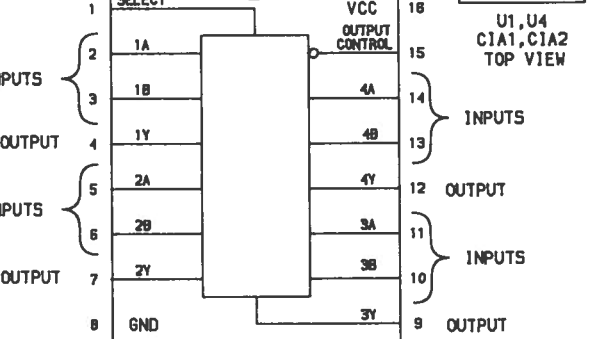 1 SELECT VCC 16
U1,U4
CIA1,CIA2
TOP VIEW
OUTPUT
CONTROL
2 1A 15
PUTS
3 1B 4A 14
INPUTS
OUTPUT 4 1Y 4B 13
5 2A 4Y 12 OUTPUT
PUTS
6 2B 3A 11
INPUTS
OUTPUT 7 2Y 3B 10
8 GND 3Y 9 OUTPUT